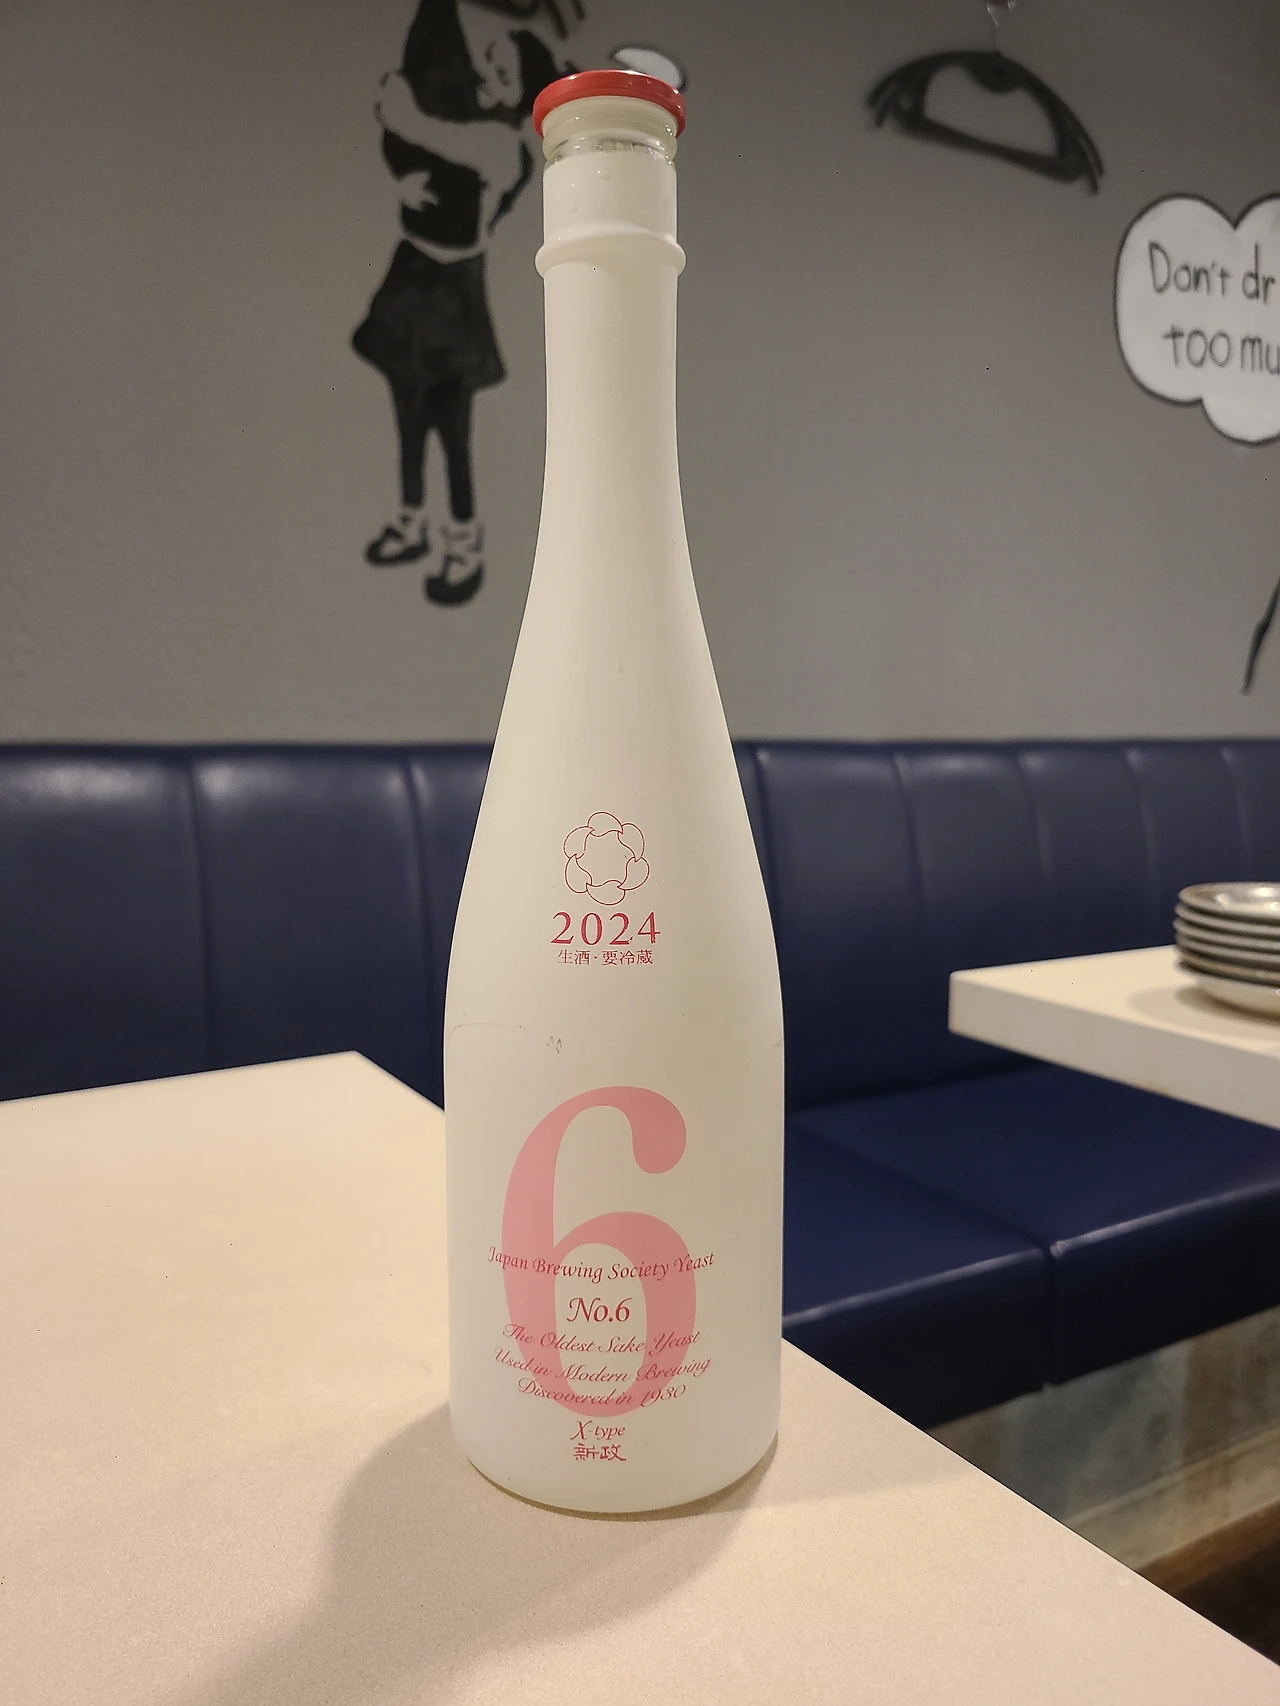 Don't dr
too mu
2024
生酒・要冷蔵
6
Japan Brewing Society Yeast
No.6
The Oldest Sake Yeast
Used in Modern Brewing
Discovered in 1930
X-type
新政